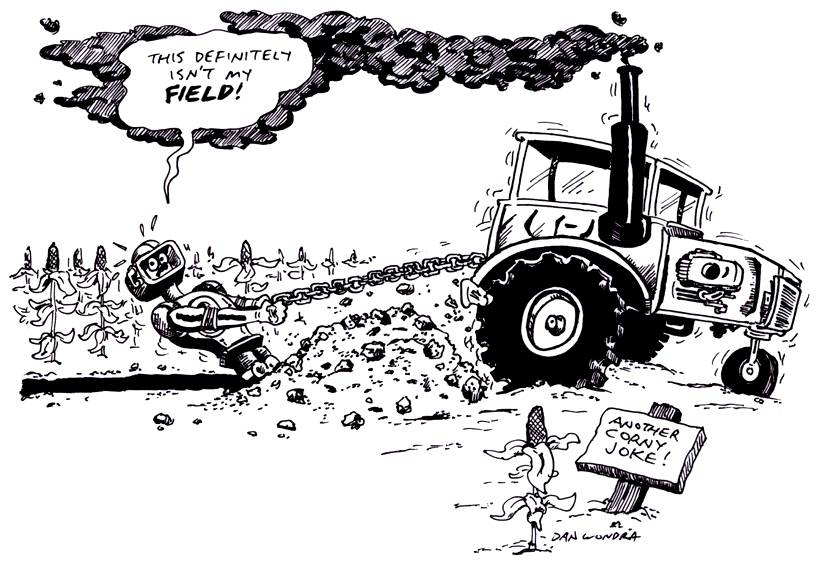 THIS DEFINITELY
ISN'T MY
FIELD!
ANOTHER
CORNY
JOKE!
DAN WONDRA